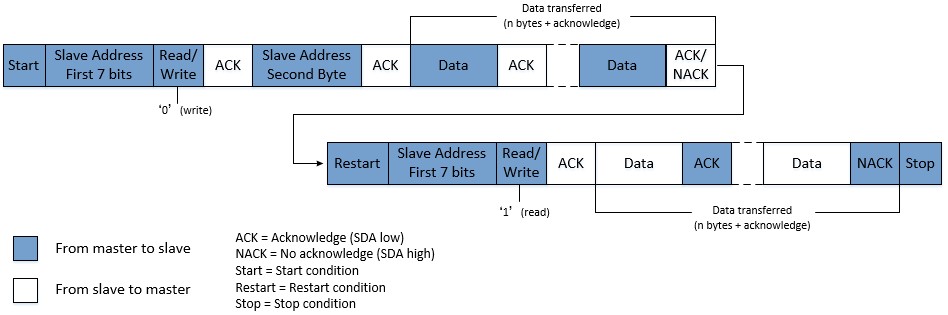 Data transferred
(n bytes + acknowledge)
Start
Slave Address
First 7 bits
Read/
Write
ACK
Slave Address
Second Byte
ACK
Data
ACK
Data
ACK/
NACK
‘0’ (write)
Restart
Slave Address
First 7 bits
Read/
Write
ACK
Data
ACK
Data
NACK
Stop
‘1’ (read)
Data transferred
(n bytes + acknowledge)
From master to slave
From slave to master
ACK = Acknowledge (SDA low)
NACK = No acknowledge (SDA high)
Start = Start condition
Restart = Restart condition
Stop = Stop condition